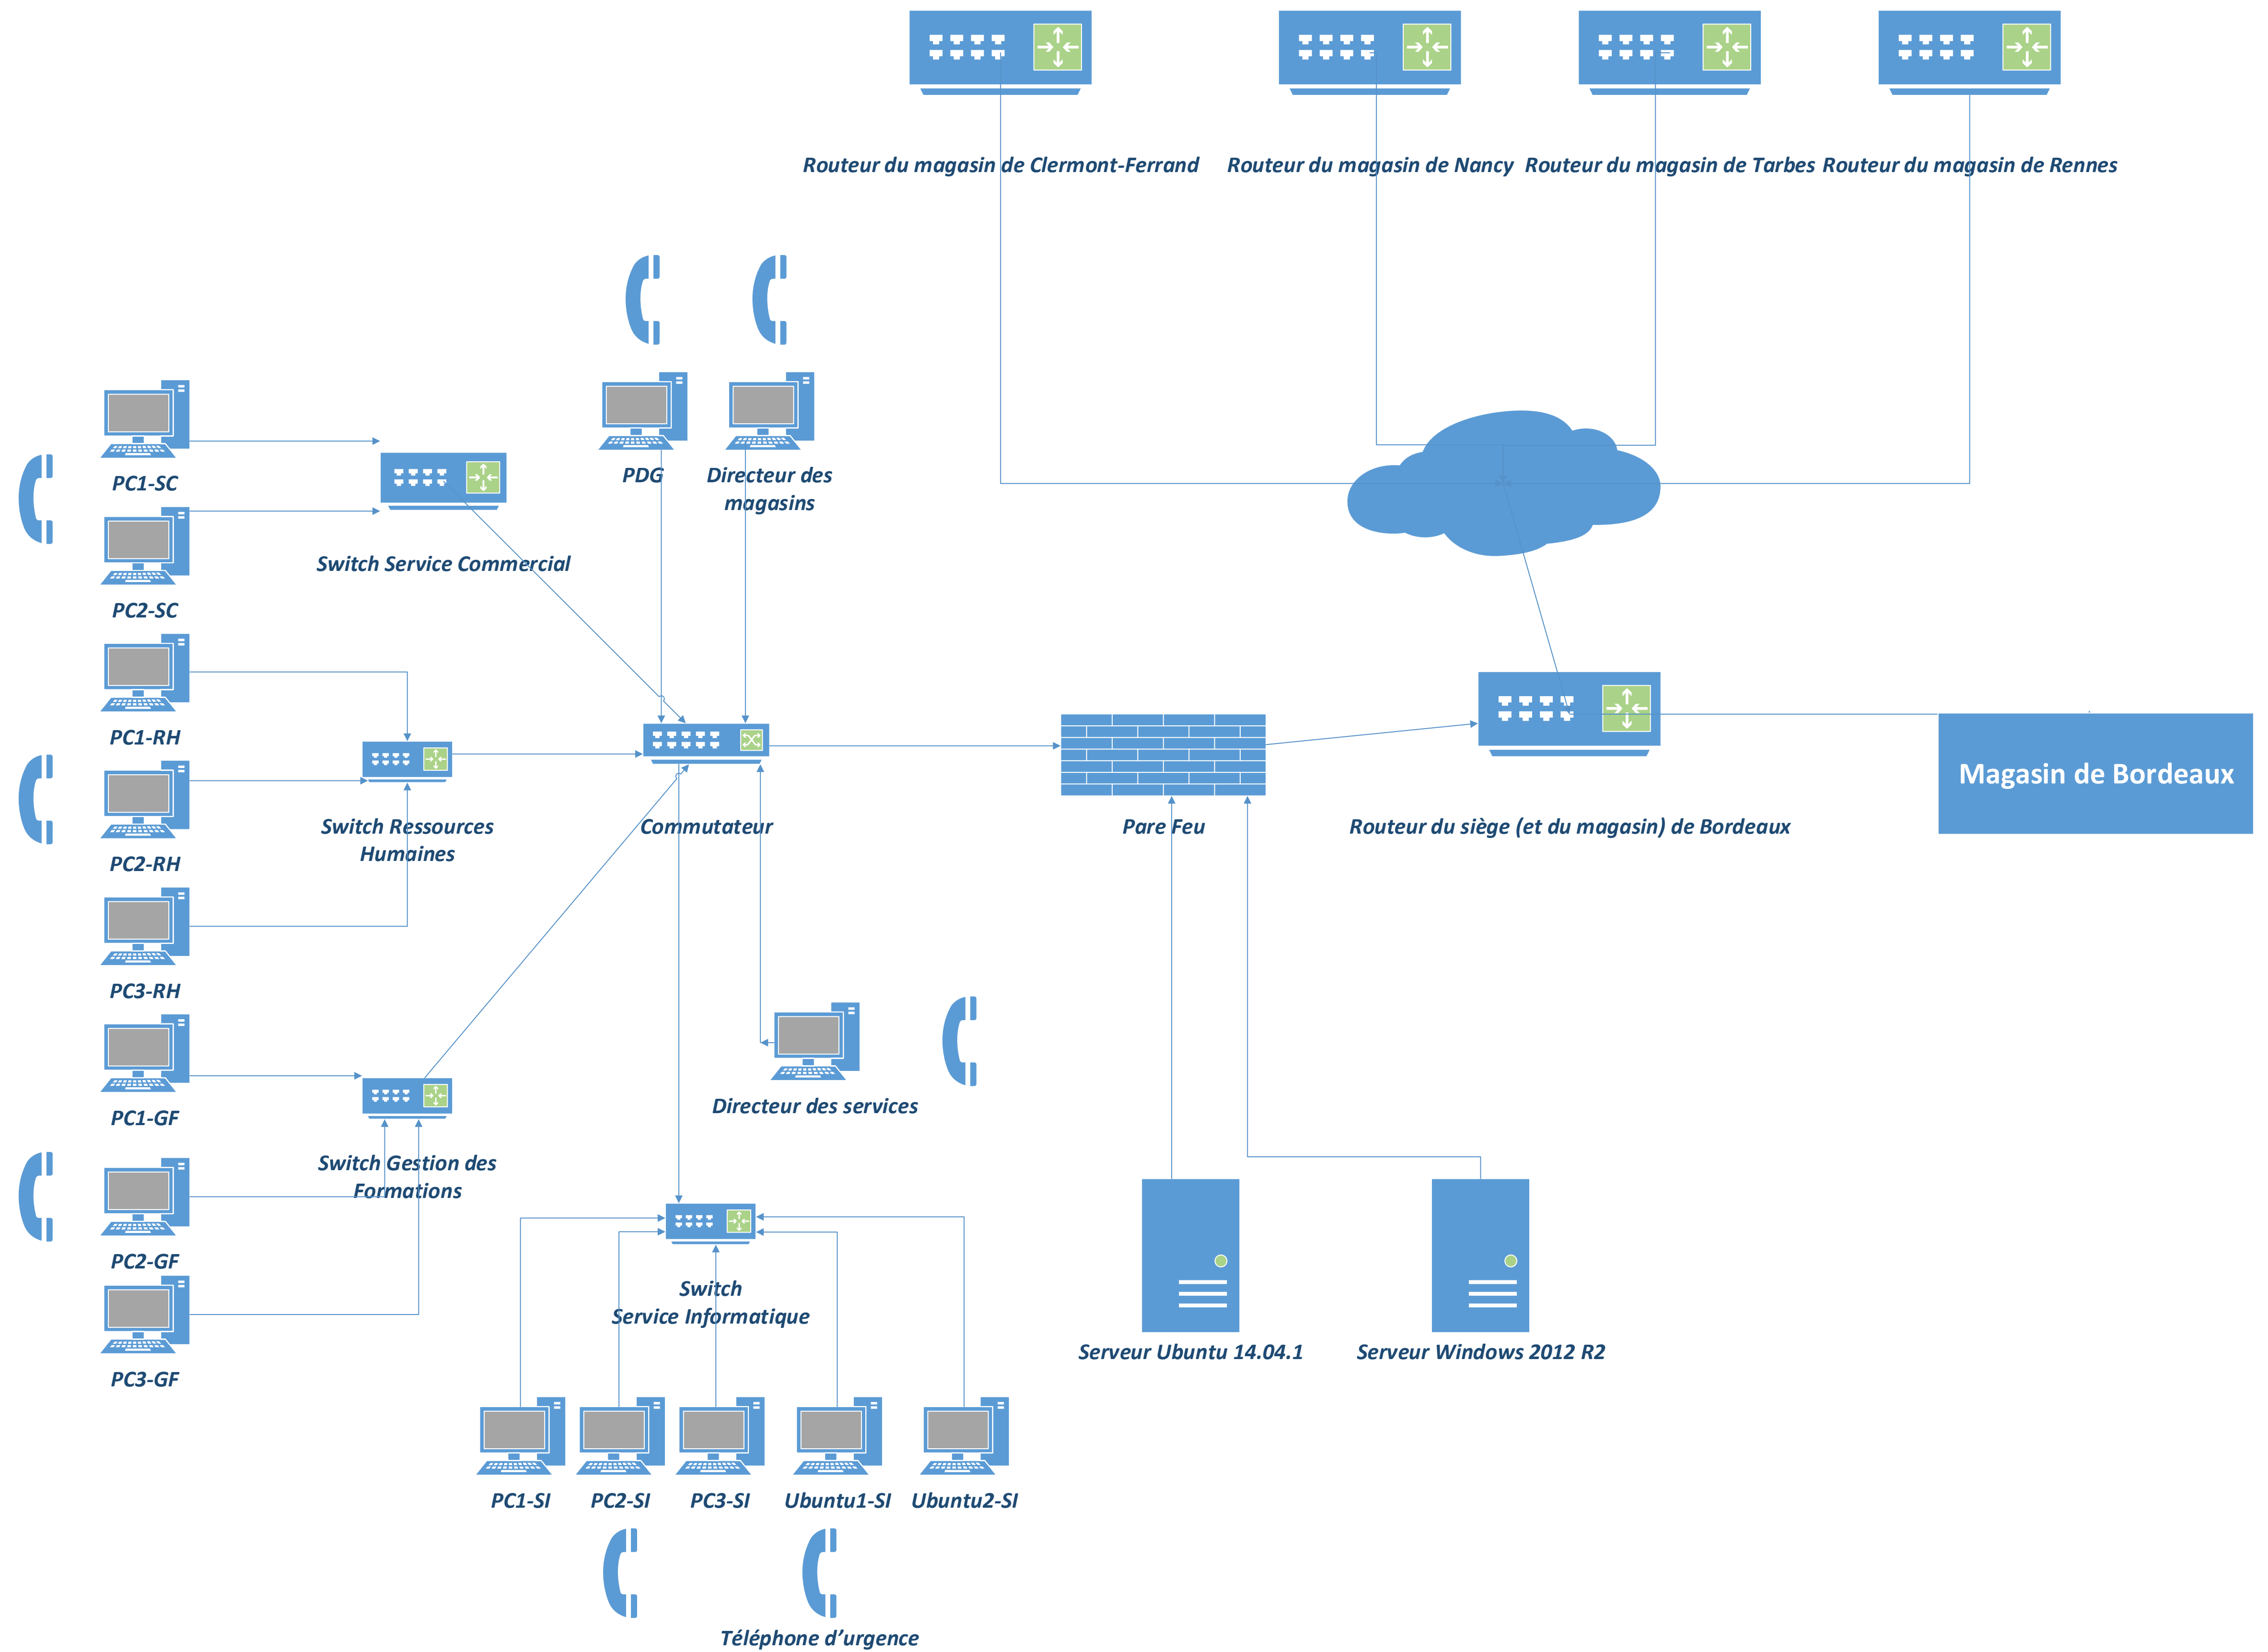 Routeur du magasin de Clermont-Ferrand
Routeur du magasin de Nancy
Routeur du magasin de Tarbes
Routeur du magasin de Rennes
PC1-SC
PDG
Directeur des
magasins
Switch Service Commercial
PC2-SC
PC1-RH
Magasin de Bordeaux
Switch Ressources
Humaines
Commutateur
Pare Feu
Routeur du siège (et du magasin) de Bordeaux
PC2-RH
PC3-RH
PC1-GF
Directeur des services
Switch Gestion des
Formations
PC2-GF
Switch
Service Informatique
Serveur Ubuntu 14.04.1
Serveur Windows 2012 R2
PC3-GF
PC1-SI
PC2-SI
PC3-SI
Ubuntu1-SI
Ubuntu2-SI
Téléphone d’urgence